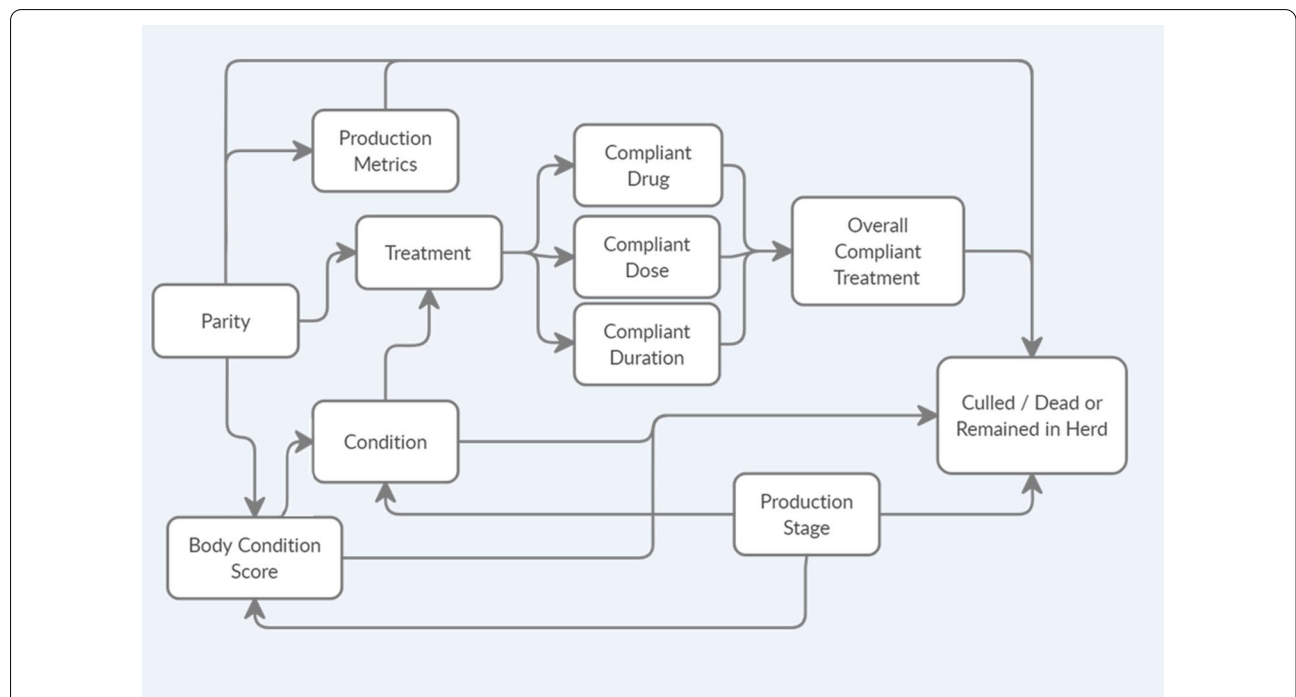 Production
Metrics
Compliant
Drug
Treatment
Compliant
Dose
Overall
Compliant
Treatment
Parity
Compliant
Duration
Condition
Culled / Dead or
Remained in Herd
Production
Stage
Body Condition
Score